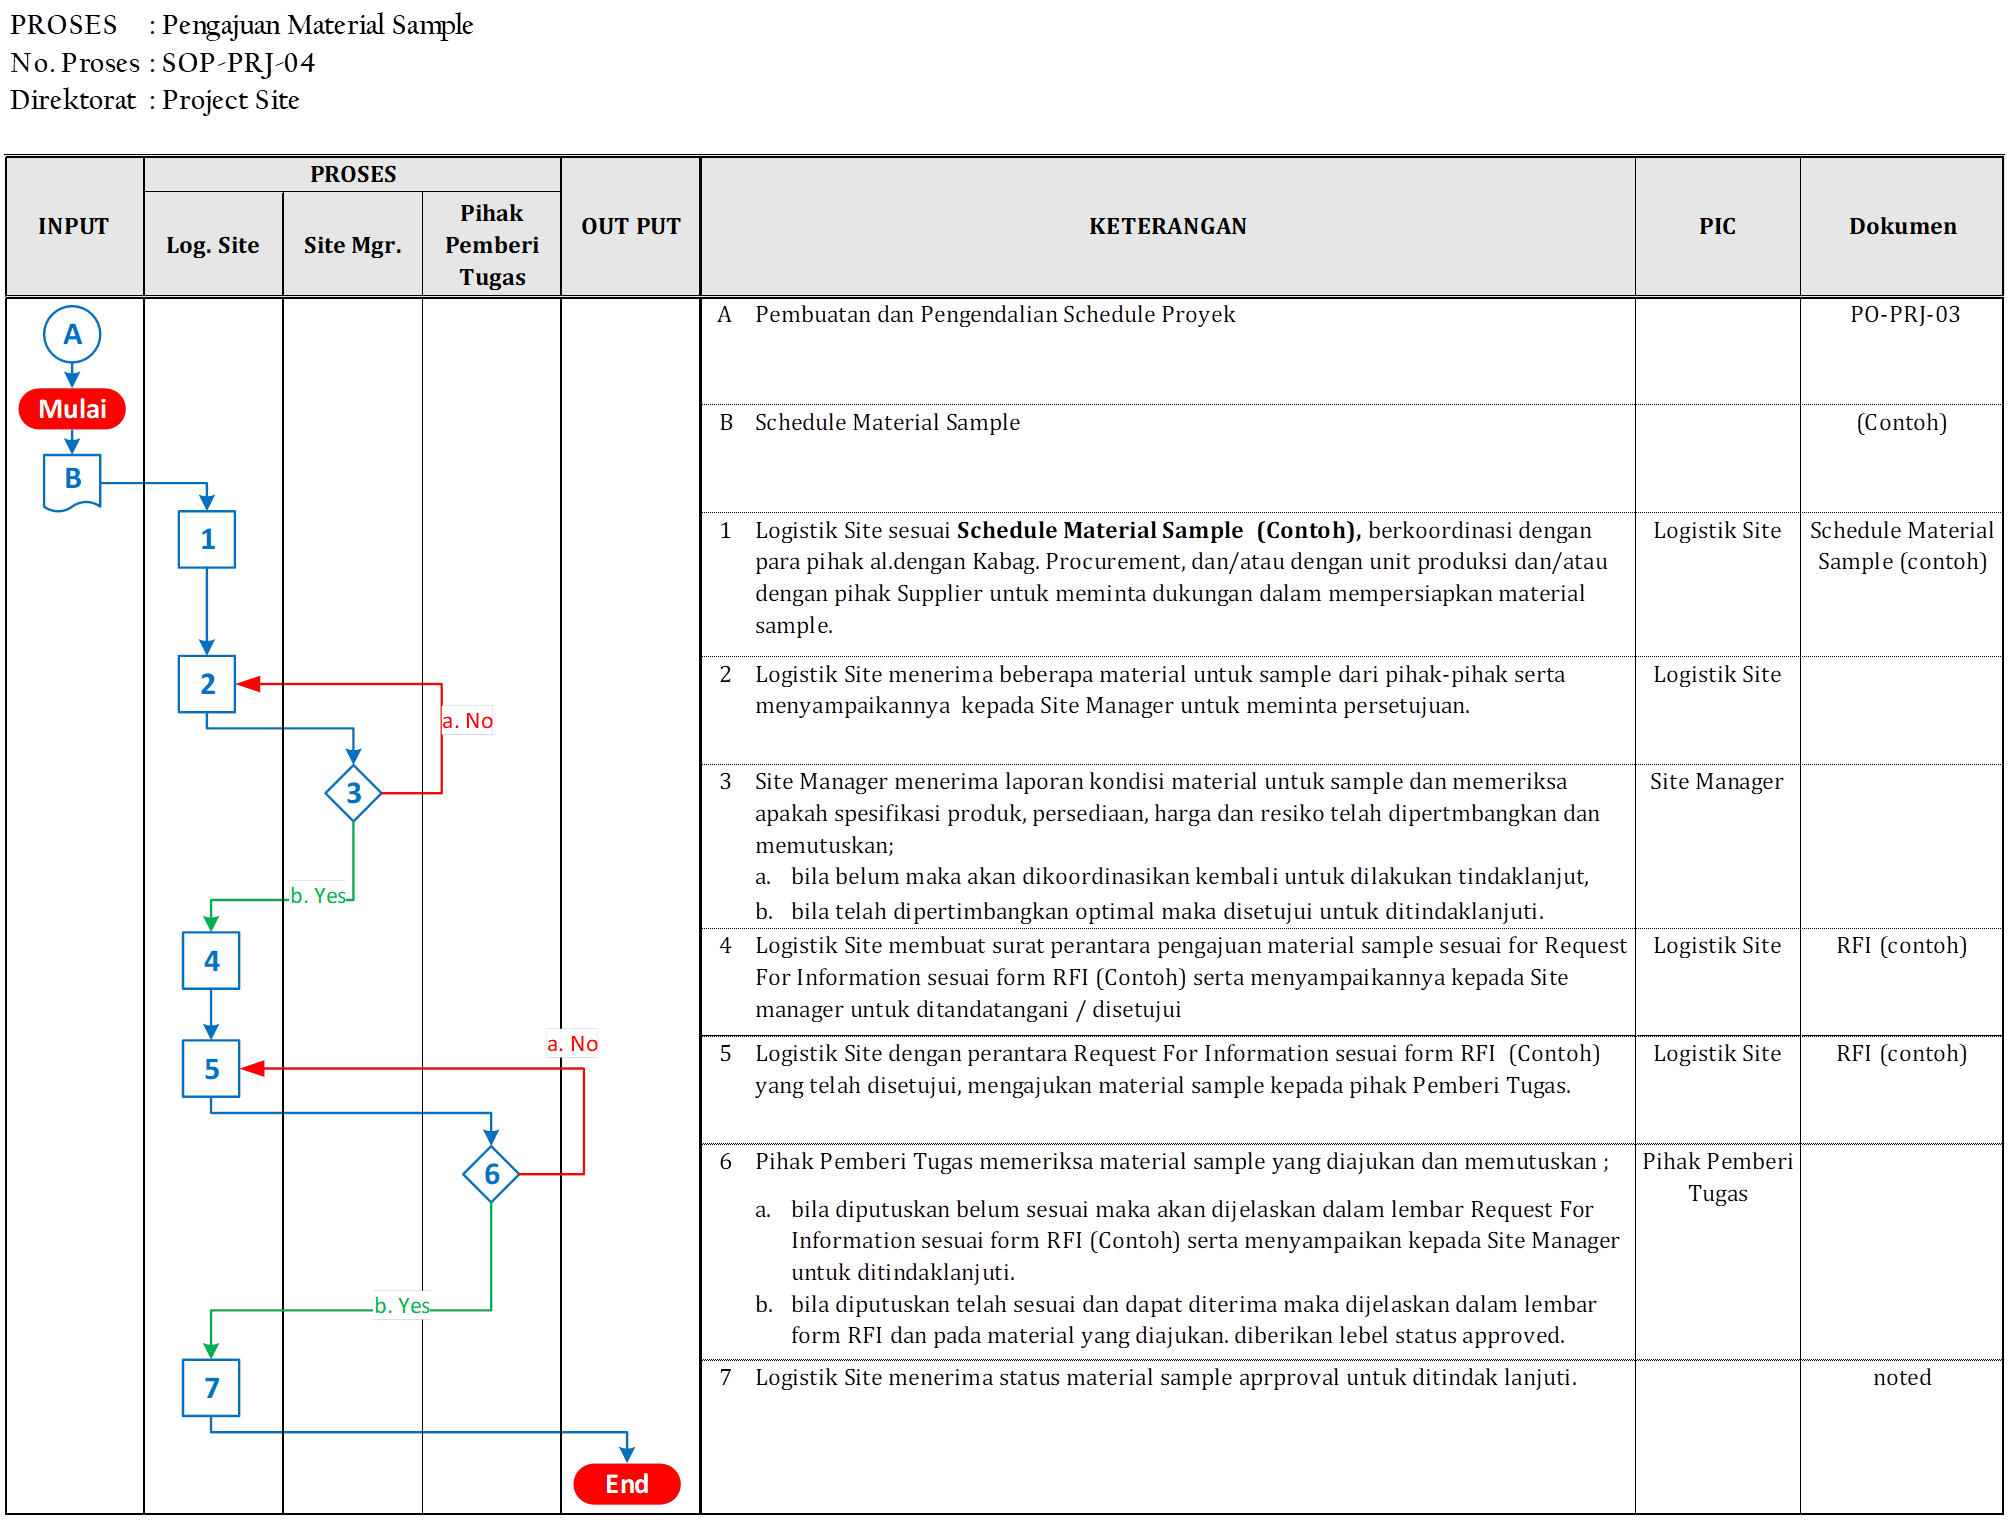 PROSES : Pengajuan Material Sample
No. Proses : SOP-PRJ-04
Direktorat : Project Site
INPUT
PROSES
Log. Site
Site Mgr.
Pihak
Pemberi
Tugas
OUT PUT
KETERANGAN
PIC
Dokumen
A
Mulai
B
1
2
a. No
3
b. Yes
4
a. No
5
6
b. Yes
7
End
A Pembuatan dan Pengendalian Schedule Proyek
PO-PRJ-03
B Schedule Material Sample
(Contoh)
1 Logistik Site sesuai Schedule Material Sample (Contoh), berkoordinasi dengan
para pihak al.dengan Kabag. Procurement, dan/atau dengan unit produksi dan/atau
dengan pihak Supplier untuk meminta dukungan dalam mempersiapkan material
sample.
Logistik Site
Schedule Material
Sample (contoh)
2 Logistik Site menerima beberapa material untuk sample dari pihak-pihak serta
menyampaikannya kepada Site Manager untuk meminta persetujuan.
Logistik Site
3 Site Manager menerima laporan kondisi material untuk sample dan memeriksa
apakah spesifikasi produk, persediaan, harga dan resiko telah dipertmbangkan dan
memutuskan;
a. bila belum maka akan dikoordinasikan kembali untuk dilakukan tindaklanjut,
b. bila telah dipertimbangkan optimal maka disetujui untuk ditindaklanjuti.
Site Manager
4 Logistik Site membuat surat perantara pengajuan material sample sesuai for Request
For Information sesuai form RFI (Contoh) serta menyampaikannya kepada Site
manager untuk ditandatangani / disetujui
Logistik Site
RFI (contoh)
5 Logistik Site dengan perantara Request For Information sesuai form RFI (Contoh)
yang telah disetujui, mengajukan material sample kepada pihak Pemberi Tugas.
Logistik Site
RFI (contoh)
6 Pihak Pemberi Tugas memeriksa material sample yang diajukan dan memutuskan ;
a. bila diputuskan belum sesuai maka akan dijelaskan dalam lembar Request For
Information sesuai form RFI (Contoh) serta menyampaikan kepada Site Manager
untuk ditindaklanjuti.
b. bila diputuskan telah sesuai dan dapat diterima maka dijelaskan dalam lembar
form RFI dan pada material yang diajukan. diberikan lebel status approved.
Pihak Pemberi
Tugas
7 Logistik Site menerima status material sample aprproval untuk ditindak lanjuti.
noted